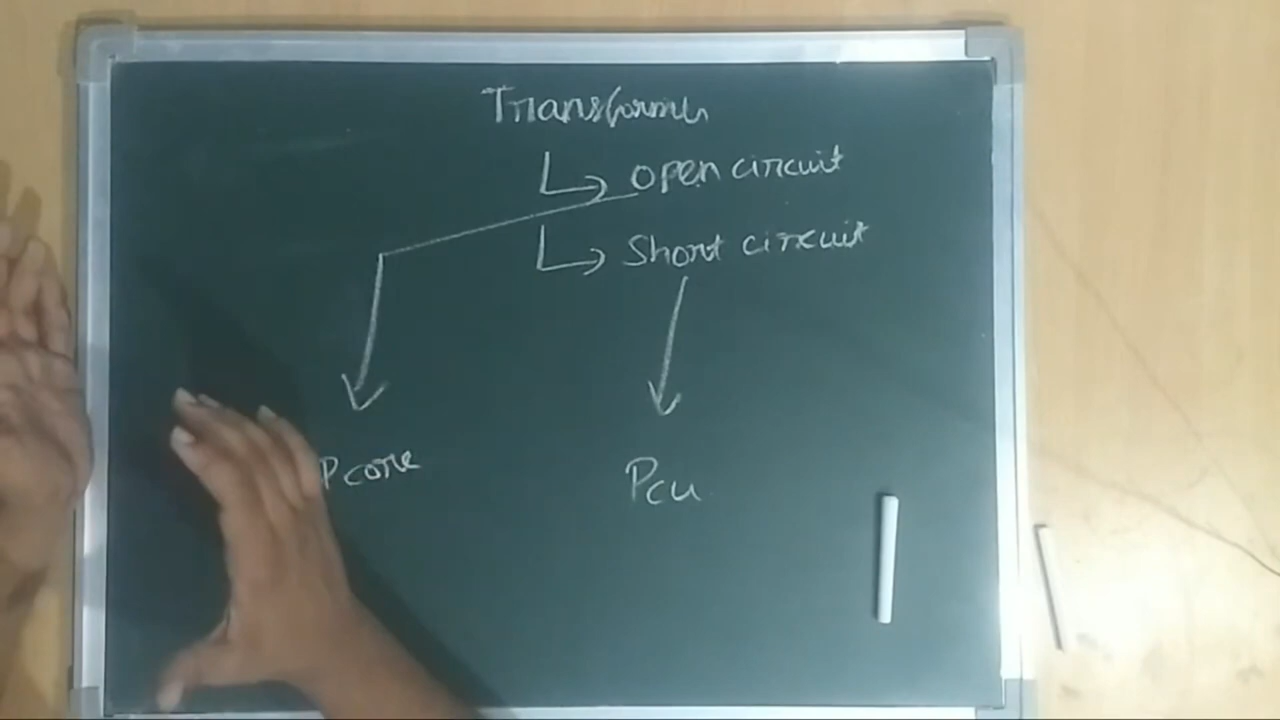 Transformer
Open circuit
Short circuit
Pcore
Pcu